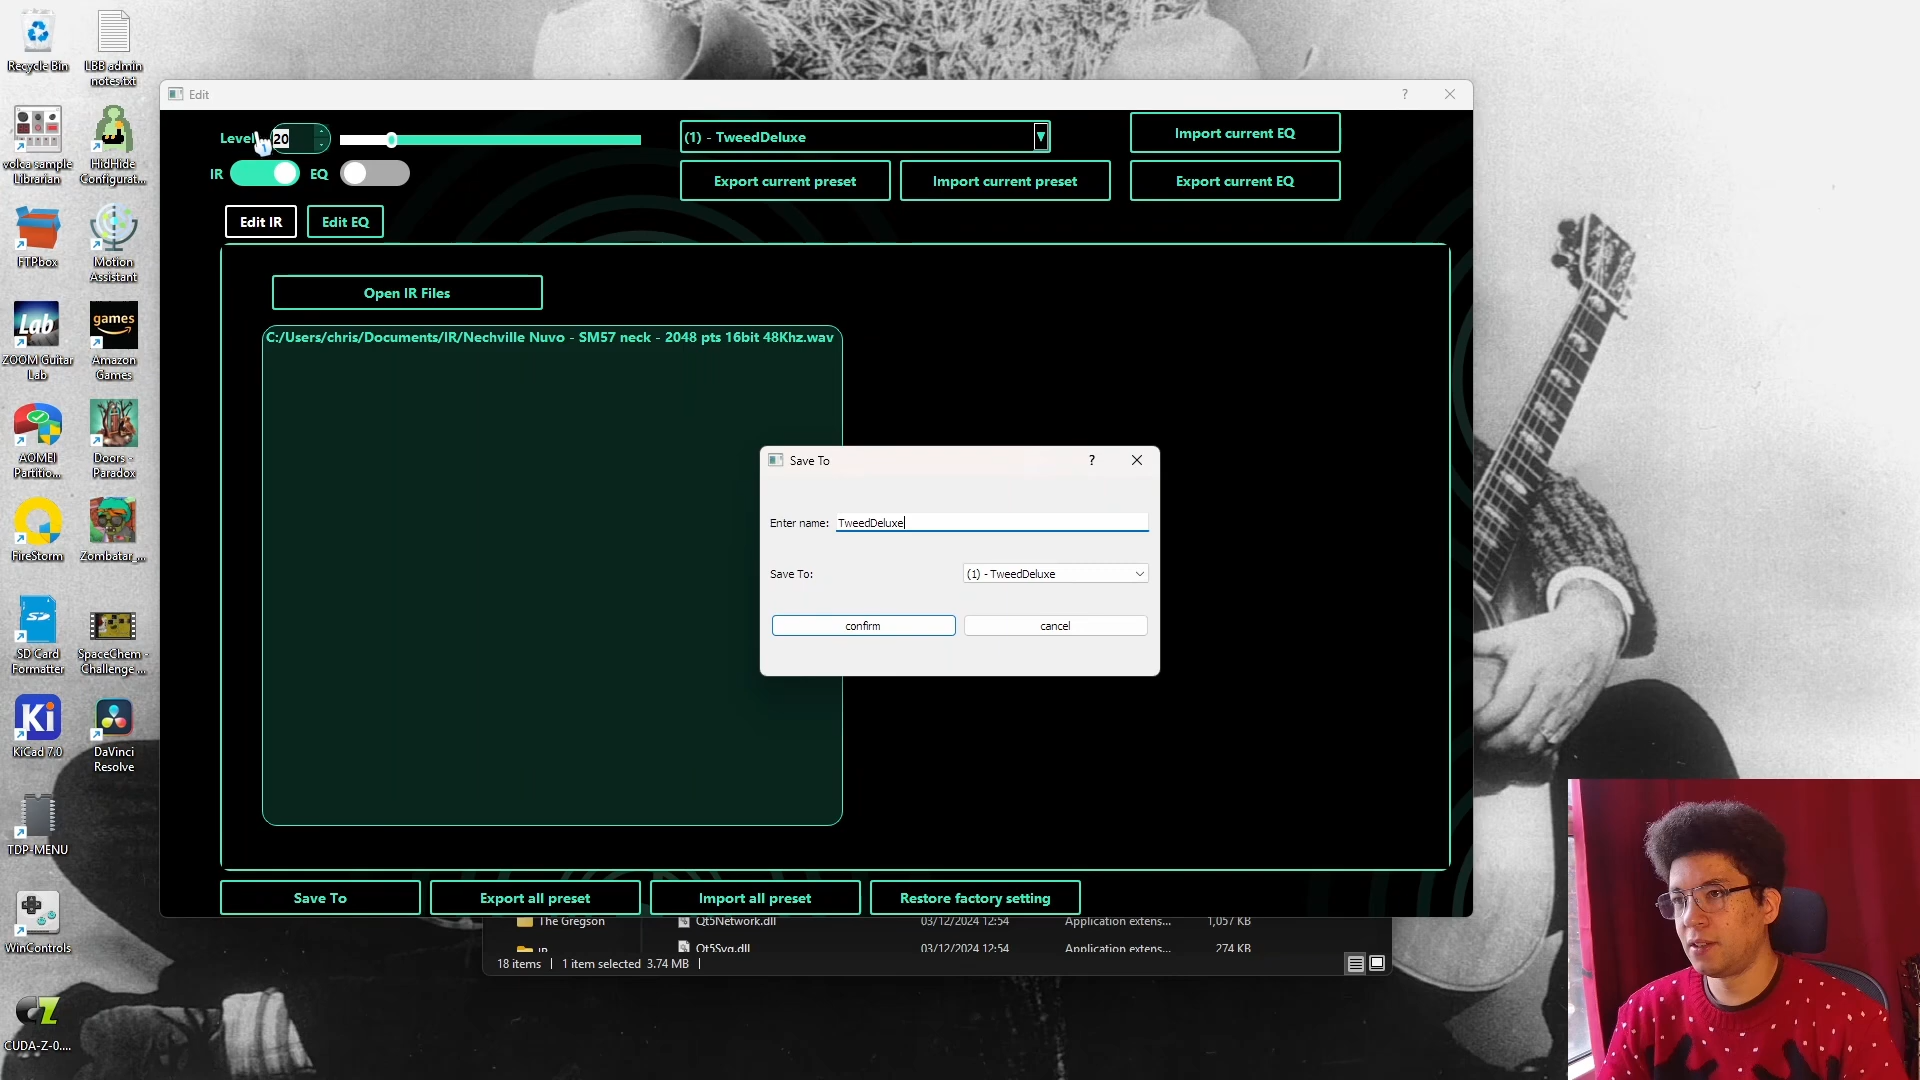 Recycle Bin
LBB admin
notes.txt
volca sample
Librarian
HidHide
Configurat...
FTPbox
Motion
Assistant
Lab
ZOOM Guitar
Lab
games
Amazon
Games
AOMEI
Partitio...
Doors -
Paradox
FireStorm
Zombatar_...
SD
SD Card
Formatter
SpaceChem -
Challenge ...
Ki
KiCad 7.0
DaVinci
Resolve
TDP-MENU
WinControls
CZ
CUDA-Z-0....
Edit
?
Level
20
(1) - TweedDeluxe
Import current EQ
IR
EQ
Export current preset
Import current preset
Export current EQ
Edit IR
Edit EQ
Open IR Files
C:/Users/chris/Documents/IR/Nechville Nuvo - SM57 neck - 2048 pts 16bit 48Khz.wav
Save To
?
Enter name:
TweedDeluxe
Save To:
(1) - TweedDeluxe
confirm
cancel
Save To
Export all preset
Import all preset
Restore factory setting
The Gregson
Qt5Network.dll
03/12/2024 12:54
Application extens...
1,057 KB
IR
Qt5Svg.dll
03/12/2024 12:54
Application extens...
274 KB
18 items
1 item selected 3.74 MB